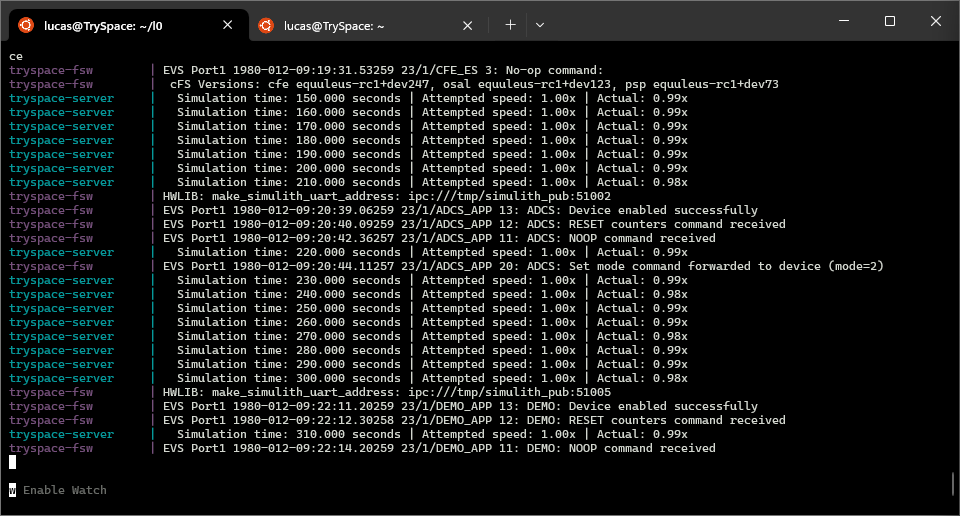 lucas@TrySpace: ~/l0
lucas@TrySpace: ~
ce
tryspace-fsw | EVS Port1 1980-012-09:19:31.53259 23/1/CFE_ES 3: No-op command:
tryspace-fsw | cFS Versions: cfe equuleus-rc1+dev247, osal equuleus-rc1+dev123, psp equuleus-rc1+dev73
tryspace-server | Simulation time: 150.000 seconds | Attempted speed: 1.00x | Actual: 0.99x
tryspace-server | Simulation time: 160.000 seconds | Attempted speed: 1.00x | Actual: 0.99x
tryspace-server | Simulation time: 170.000 seconds | Attempted speed: 1.00x | Actual: 0.99x
tryspace-server | Simulation time: 180.000 seconds | Attempted speed: 1.00x | Actual: 0.99x
tryspace-server | Simulation time: 190.000 seconds | Attempted speed: 1.00x | Actual: 0.99x
tryspace-server | Simulation time: 200.000 seconds | Attempted speed: 1.00x | Actual: 0.99x
tryspace-server | Simulation time: 210.000 seconds | Attempted speed: 1.00x | Actual: 0.98x
tryspace-fsw | HWLIB: make_simulith_uart_address: ipc:///tmp/simulith_pub:51002
tryspace-fsw | EVS Port1 1980-012-09:20:39.06259 23/1/ADCS_APP 13: ADCS: Device enabled successfully
tryspace-fsw | EVS Port1 1980-012-09:20:40.09259 23/1/ADCS_APP 12: ADCS: RESET counters command received
tryspace-fsw | EVS Port1 1980-012-09:20:42.36257 23/1/ADCS_APP 11: ADCS: NOOP command received
tryspace-server | Simulation time: 220.000 seconds | Attempted speed: 1.00x | Actual: 0.99x
tryspace-fsw | EVS Port1 1980-012-09:20:44.11257 23/1/ADCS_APP 20: ADCS: Set mode command forwarded to device (mode=2)
tryspace-server | Simulation time: 230.000 seconds | Attempted speed: 1.00x | Actual: 0.99x
tryspace-server | Simulation time: 240.000 seconds | Attempted speed: 1.00x | Actual: 0.98x
tryspace-server | Simulation time: 250.000 seconds | Attempted speed: 1.00x | Actual: 0.99x
tryspace-server | Simulation time: 260.000 seconds | Attempted speed: 1.00x | Actual: 0.99x
tryspace-server | Simulation time: 270.000 seconds | Attempted speed: 1.00x | Actual: 0.98x
tryspace-server | Simulation time: 280.000 seconds | Attempted speed: 1.00x | Actual: 0.99x
tryspace-server | Simulation time: 290.000 seconds | Attempted speed: 1.00x | Actual: 0.99x
tryspace-server | Simulation time: 300.000 seconds | Attempted speed: 1.00x | Actual: 0.98x
tryspace-fsw | HWLIB: make_simulith_uart_address: ipc:///tmp/simulith_pub:51005
tryspace-fsw | EVS Port1 1980-012-09:22:11.20259 23/1/DEMO_APP 13: DEMO: Device enabled successfully
tryspace-fsw | EVS Port1 1980-012-09:22:12.30258 23/1/DEMO_APP 12: DEMO: RESET counters command received
tryspace-server | Simulation time: 310.000 seconds | Attempted speed: 1.00x | Actual: 0.99x
tryspace-fsw | EVS Port1 1980-012-09:22:14.20259 23/1/DEMO_APP 11: DEMO: NOOP command received
w Enable Watch